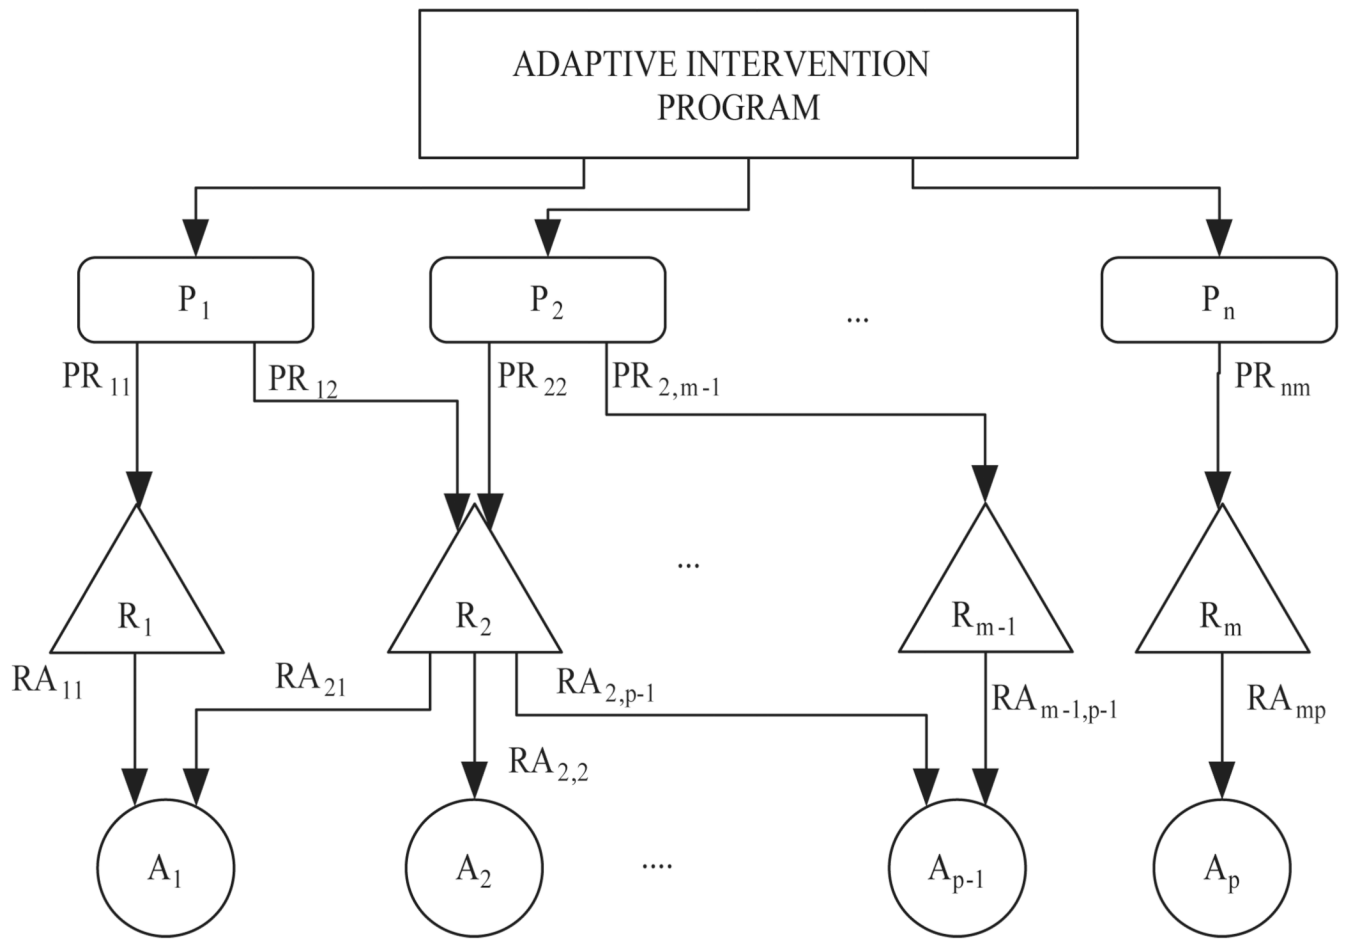 ADAPTIVE INTERVENTION
PROGRAM
P1
P2
...
Pn
PR11
PR12
PR22
PR2,m-1
PRnm
R1
R2
...
Rm-1
Rm
RA11
RA21
RA2,p-1
RAm-1,p-1
RAmp
RA2,2
A1
A2
....
Ap-1
Ap